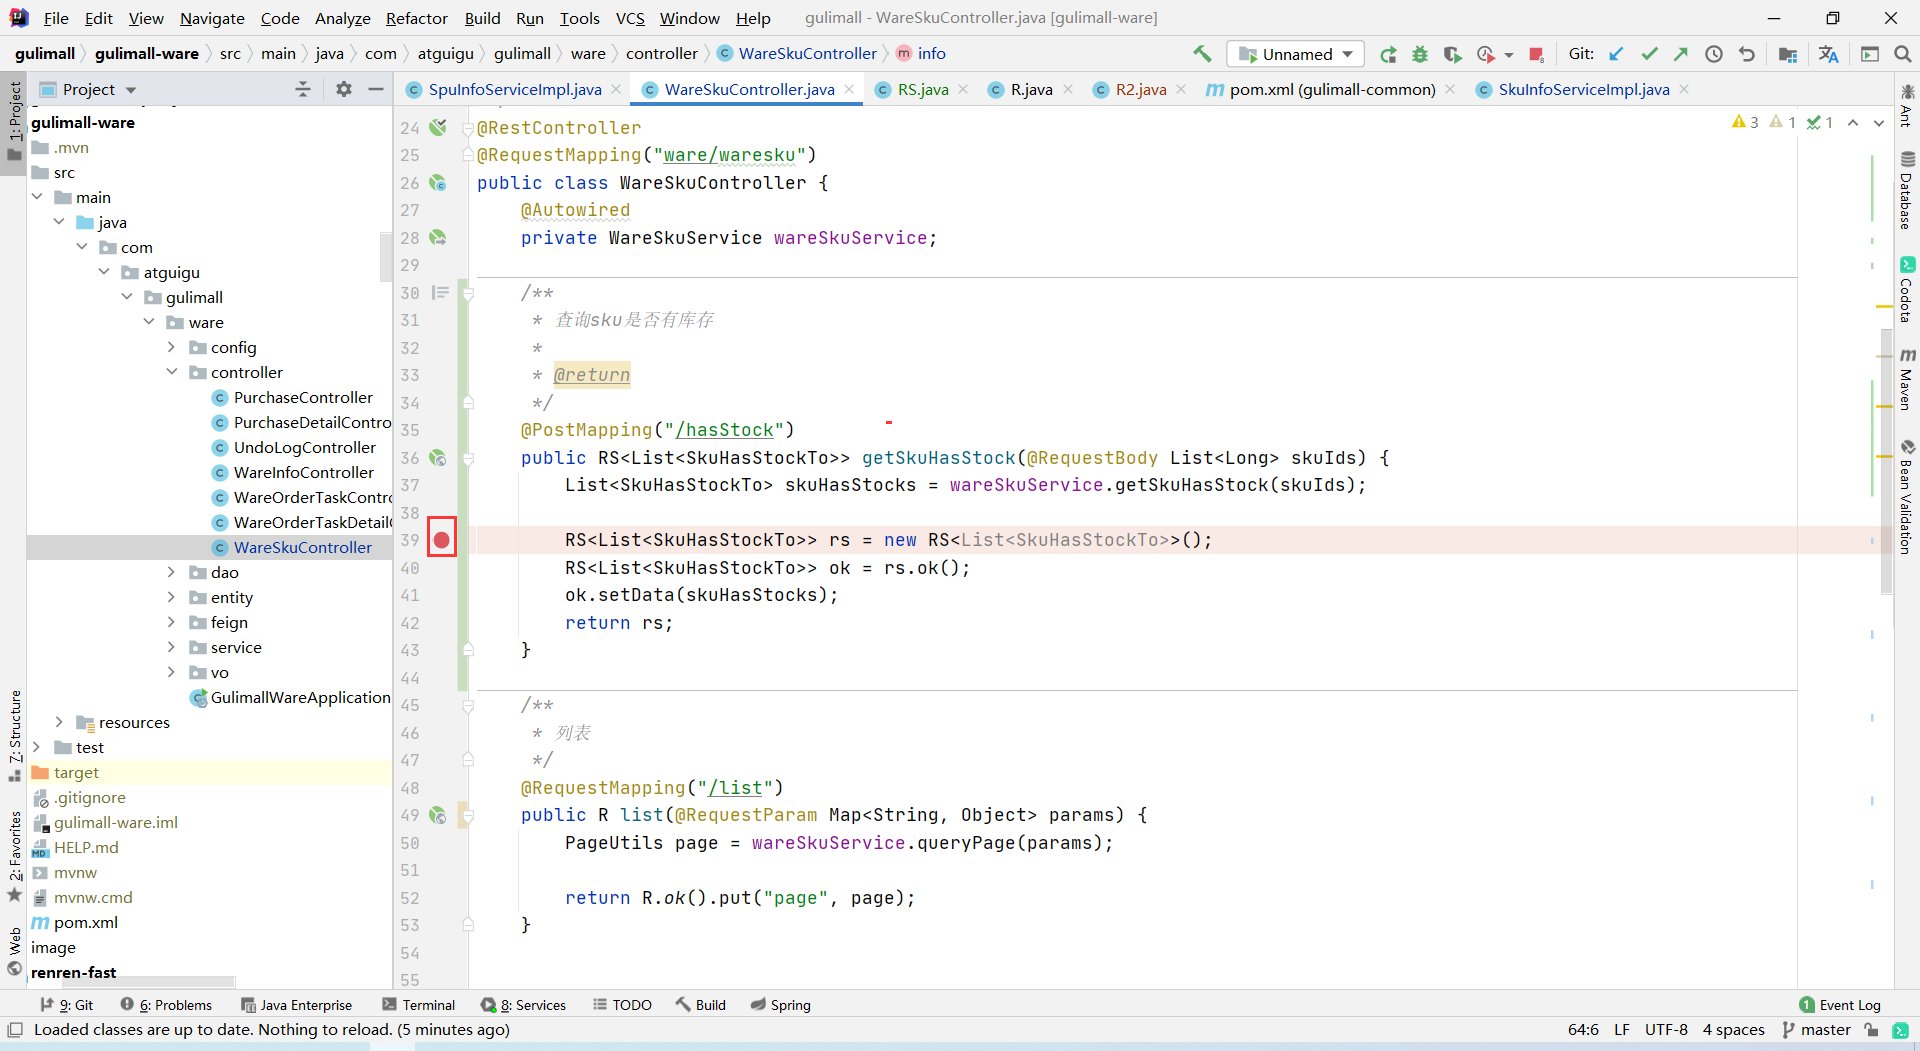 File Edit View Navigate Code Analyze Refactor Build Run Tools VCS Window Help gulimall - WareSkuController.java [gulimall-ware]
gulimall gulimall-ware src main java com atguigu gulimall ware controller WareSkuController info Unnamed Git:
Project
SpuInfoServiceImpl.java WareSkuController.java RS.java R.java R2.java pom.xml (gulimall-common) SkuInfoServiceImpl.java
1: Project
7: Structure
2: Favorites
Web
gulimall-ware
.mvn
src
main
java
com
atguigu
gulimall
ware
config
controller
PurchaseController
PurchaseDetailContro
UndoLogController
WareInfoController
WareOrderTaskContro
WareOrderTaskDetail
WareSkuController
dao
entity
feign
service
vo
GulimallWareApplication
resources
test
target
.gitignore
gulimall-ware.iml
HELP.md
mvnw
mvnw.cmd
pom.xml
image
renren-fast
3 1 1
24 @RestController
25 @RequestMapping("ware/waresku")
26 public class WareSkuController {
27 @Autowired
28 private WareSkuService wareSkuService;
29
30 /**
31 * 查询sku是否有库存
32 *
33 * @return
34 */
35 @PostMapping("/hasStock")
36 public RS<List<SkuHasStockTo>> getSkuHasStock(@RequestBody List<Long> skuIds) {
37 List<SkuHasStockTo> skuHasStocks = wareSkuService.getSkuHasStock(skuIds);
38
39 RS<List<SkuHasStockTo>> rs = new RS<List<SkuHasStockTo>>();
40 RS<List<SkuHasStockTo>> ok = rs.ok();
41 ok.setData(skuHasStocks);
42 return rs;
43 }
44
45 /**
46 * 列表
47 */
48 @RequestMapping("/list")
49 public R list(@RequestParam Map<String, Object> params) {
50 PageUtils page = wareSkuService.queryPage(params);
51
52 return R.ok().put("page", page);
53 }
54
55
Ant
Database
Codota
Maven
Bean Validation
9: Git 6: Problems Java Enterprise Terminal 8: Services TODO Build Spring 1 Event Log
Loaded classes are up to date. Nothing to reload. (5 minutes ago) 64:6 LF UTF-8 4 spaces master